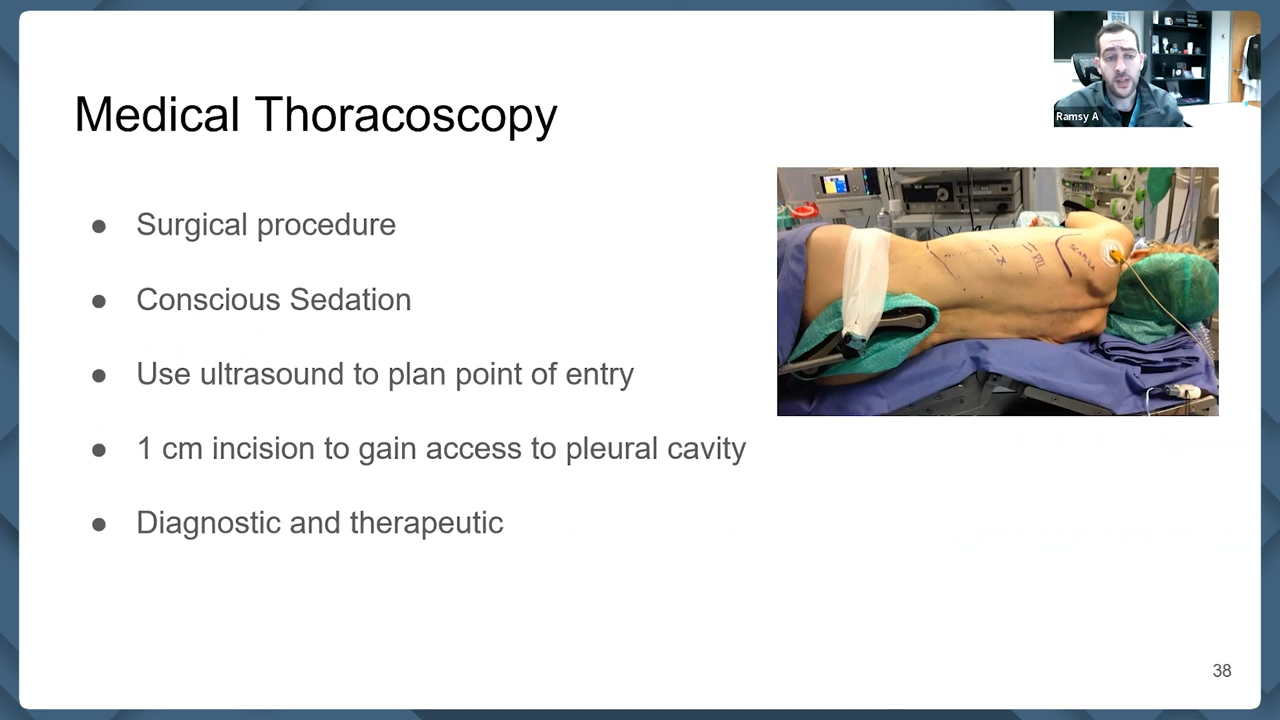 Ramsy A
Medical Thoracoscopy
● Surgical procedure
● Conscious Sedation
● Use ultrasound to plan point of entry
● 1 cm incision to gain access to pleural cavity
● Diagnostic and therapeutic
SCAPULA
38